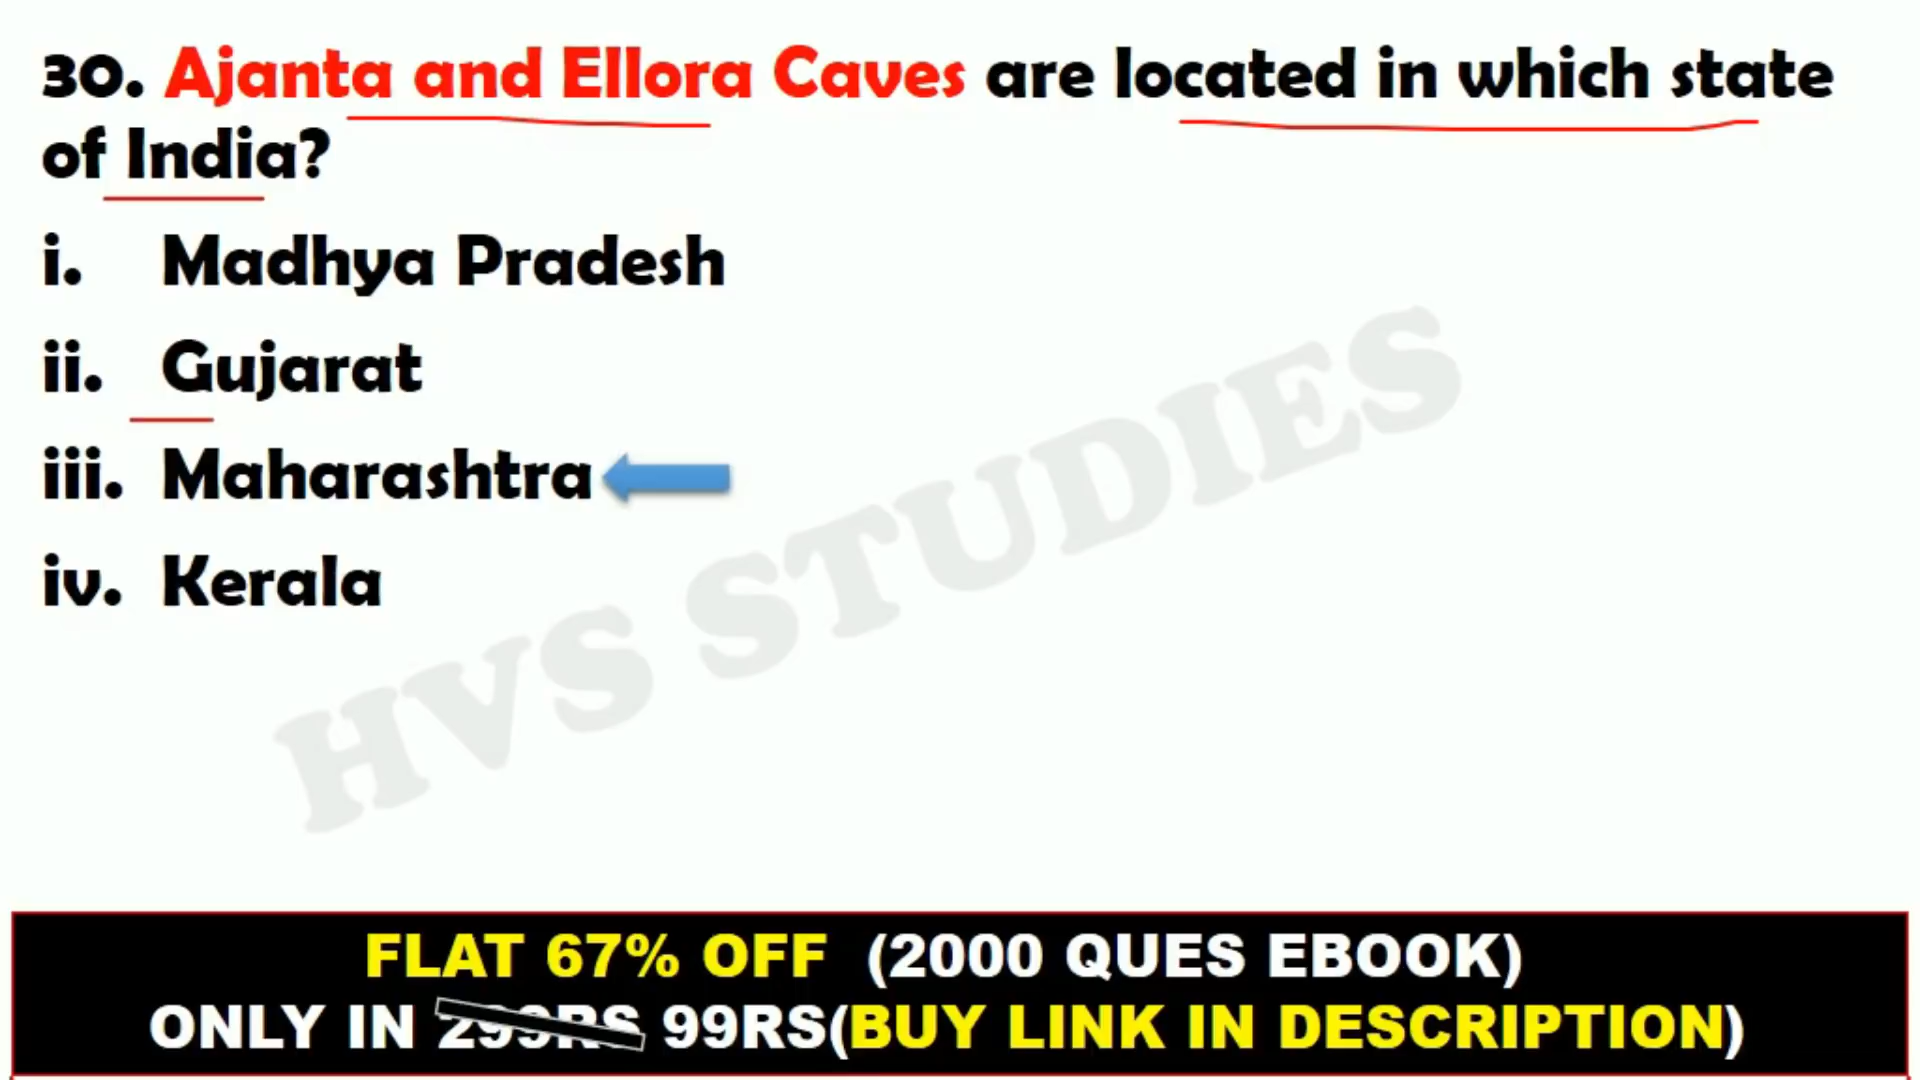 30. Ajanta and Ellora Caves are located in which state
of India?
i. Madhya Pradesh
ii. Gujarat
iii. Maharashtra
iv. Kerala
HVS STUDIES
FLAT 67% OFF (2000 QUES EBOOK)
ONLY IN 299RS 99RS(BUY LINK IN DESCRIPTION)